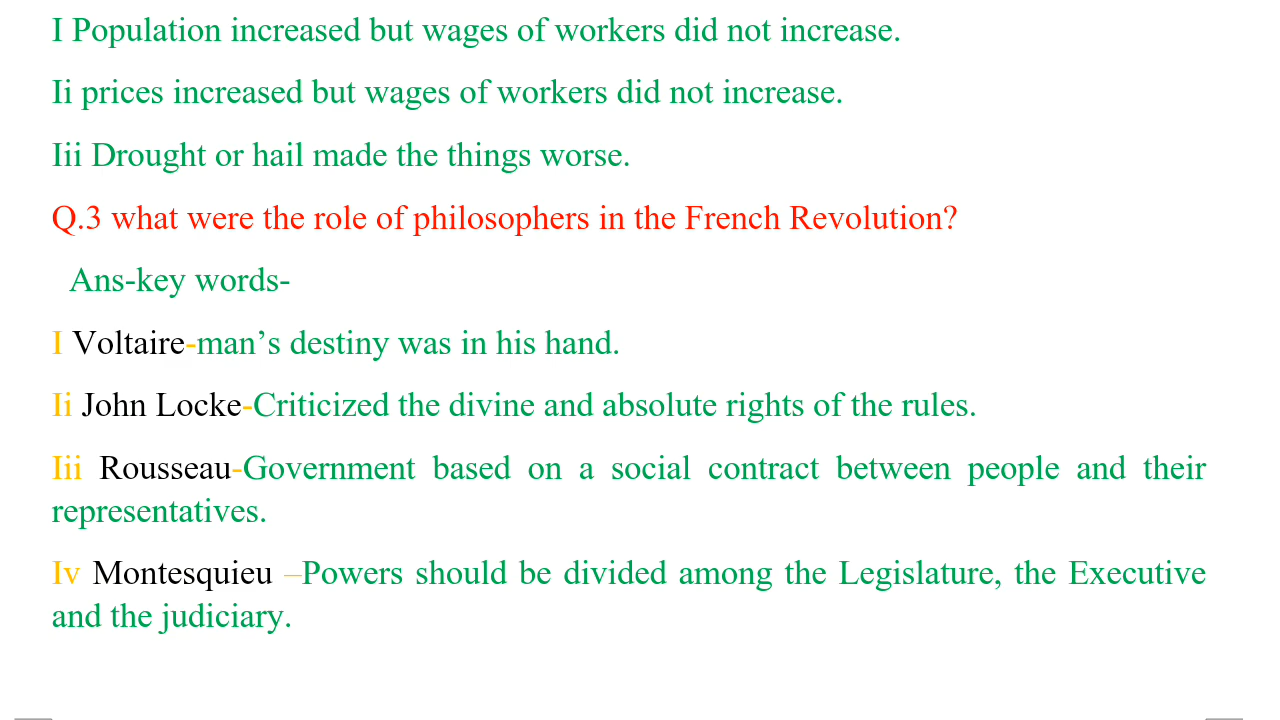 I Population increased but wages of workers did not increase.
Ii prices increased but wages of workers did not increase.
Iii Drought or hail made the things worse.
Q.3 what were the role of philosophers in the French Revolution?
Ans-key words-
I Voltaire-man’s destiny was in his hand.
Ii John Locke-Criticized the divine and absolute rights of the rules.
Iii Rousseau-Government based on a social contract between people and their
representatives.
Iv Montesquieu –Powers should be divided among the Legislature, the Executive
and the judiciary.